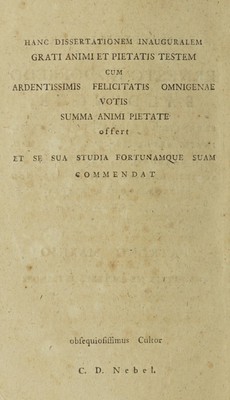 HANC DISSERTATIONEM INAUGURALEM
GRATI ANIMI ET PIETATIS TESTEM
CUM
ARDENTISSIMIS FELICITATIS OMNIGENAE
VOTIS
SUMMA ANIMI PIETATE
offert
ET SE SUA STUDIA FORTUNAMQUE SUAM
COMMENDAT
obſequioſiſſimus Cultor
C. D. Nebel.